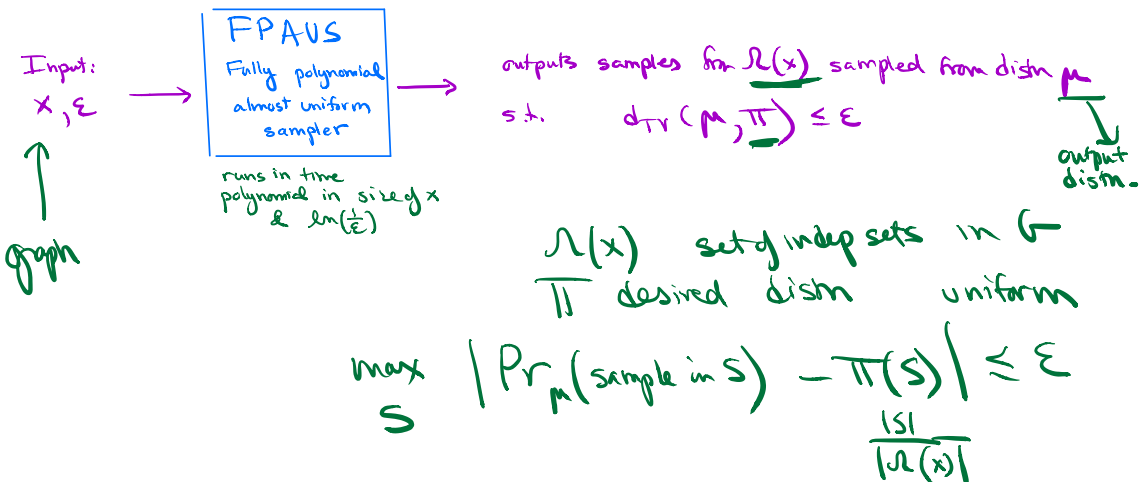 Input:
x, ε
graph
FPAUS
Fully polynomial
almost uniform
sampler
runs in time
polynomial in size of x
& ln(1/ε)
outputs samples from Ω(x) sampled from distn μ
s.t. d_TV(μ, π) ≤ ε
output
distn.
Ω(x) set of indep sets in G
π desired distn uniform
max | Pr_μ(sample in S) - π(S) | ≤ ε
S
|S|
|Ω(x)|